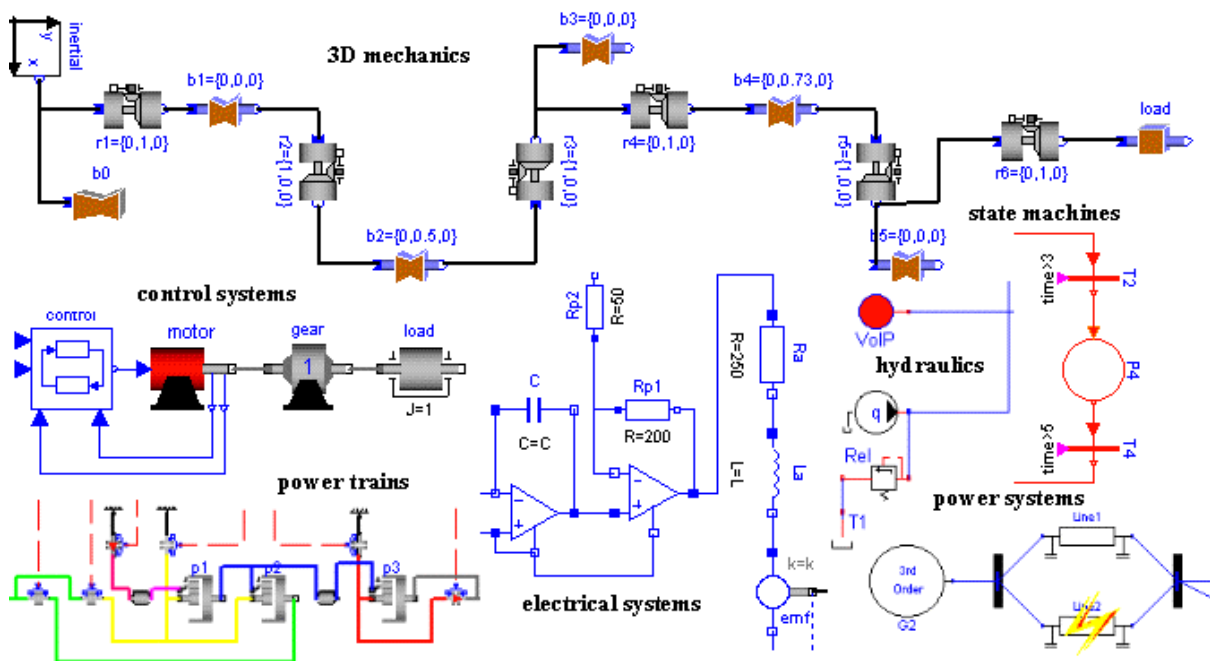 y
x
inertial
3D mechanics
b3={0,0,0}
b1={0,0,0}
b4={0,0.73,0}
load
r1={0,1,0}
r2={1,0,0}
r3={1,0,0}
r4={0,1,0}
r5={1,0,0}
r6={0,1,0}
b0
b2={0,0.5,0}
b5={0,0,0}
state machines
time>3
T2
P4
time>5
T4
control systems
control
motor
gear
load
1
J=1
Rp2
R=50
C
C=C
Rp1
R=200
R=250
Ra
L=L
La
k=k
emf
electrical systems
-
+
-
+
VolP
hydraulics
q
Rel
T1
power trains
p1
p2
p3
power systems
3rd
Order
G2
Line1
Line2